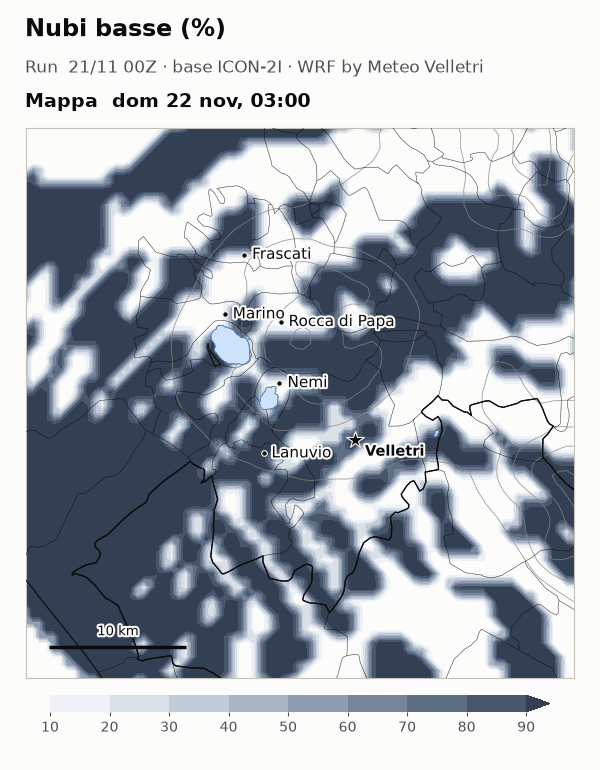 Nubi basse (%)
Run  21/11 00Z · base ICON-2I · WRF by Meteo Velletri
Mappa  dom 22 nov, 03:00
Frascati
Marino
Rocca di Papa
Nemi
Velletri
Lanuvio
10 km
10 20 30 40 50 60 70 80 90